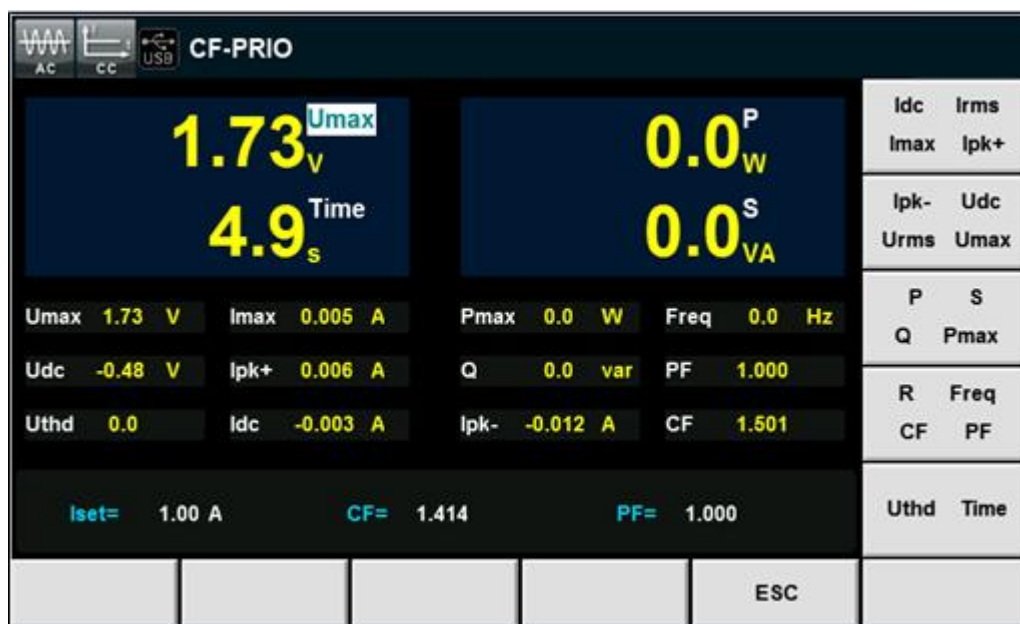 AC CC USB CF-PRIO
1.73 V Umax
4.9 s Time
0.0 W P
0.0 VA S
Umax 1.73 V Imax 0.005 A Pmax 0.0 W Freq 0.0 Hz
Udc -0.48 V Ipk+ 0.006 A Q 0.0 var PF 1.000
Uthd 0.0 Idc -0.003 A Ipk- -0.012 A CF 1.501
Iset= 1.00 A CF= 1.414 PF= 1.000
Idc Irms
Imax Ipk+
Ipk- Udc
Urms Umax
P S
Q Pmax
R Freq
CF PF
Uthd Time
ESC